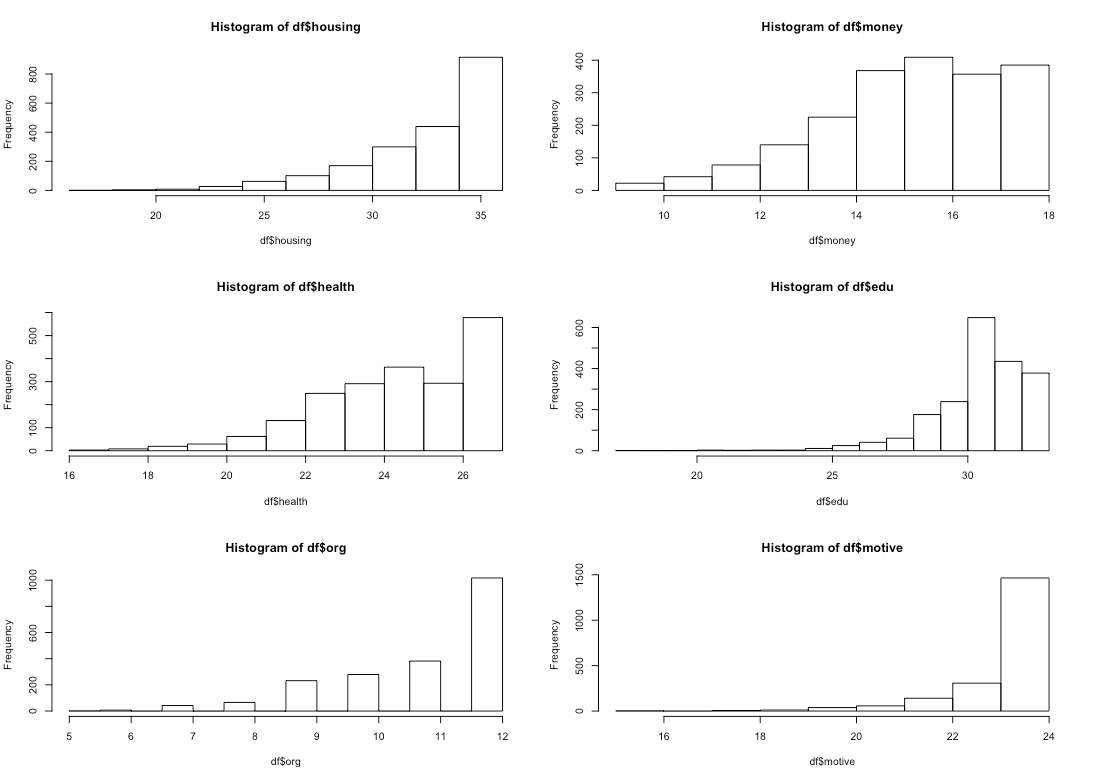 Histogram of df$housing
Frequency
0 200 400 600 800
20 25 30 35
df$housing
Histogram of df$money
Frequency
0 100 200 300 400
10 12 14 16 18
df$money
Histogram of df$health
Frequency
0 100 300 500
16 18 20 22 24 26
df$health
Histogram of df$edu
Frequency
0 200 400 600
20 25 30
df$edu
Histogram of df$org
Frequency
0 200 600 1000
5 6 7 8 9 10 11 12
df$org
Histogram of df$motive
Frequency
0 500 1000 1500
16 18 20 22 24
df$motive